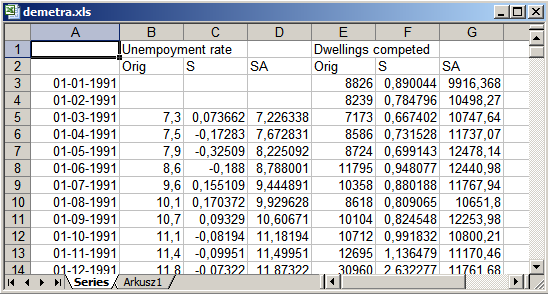 demetra.xls
A B C D E F G
1 Unempoyment rate Dwellings competed
2 Orig S SA Orig S SA
3 01-01-1991 8826 0,890044 9916,368
4 01-02-1991 8239 0,784796 10498,27
5 01-03-1991 7,3 0,073662 7,226338 7173 0,667402 10747,64
6 01-04-1991 7,5 -0,17283 7,672831 8586 0,731528 11737,07
7 01-05-1991 7,9 -0,32509 8,225092 8724 0,699143 12478,14
8 01-06-1991 8,6 -0,188 8,788001 11795 0,948077 12440,98
9 01-07-1991 9,6 0,155109 9,444891 10358 0,880188 11767,94
10 01-08-1991 10,1 0,170372 9,929628 8618 0,809065 10651,8
11 01-09-1991 10,7 0,09329 10,60671 10104 0,824548 12253,98
12 01-10-1991 11,1 -0,08194 11,18194 10712 0,991832 10800,21
13 01-11-1991 11,4 -0,09951 11,49951 12695 1,136479 11170,46
14 01-12-1991 11,8 -0,07322 11,87322 30960 2,632277 11761,68
Series Arkusz1